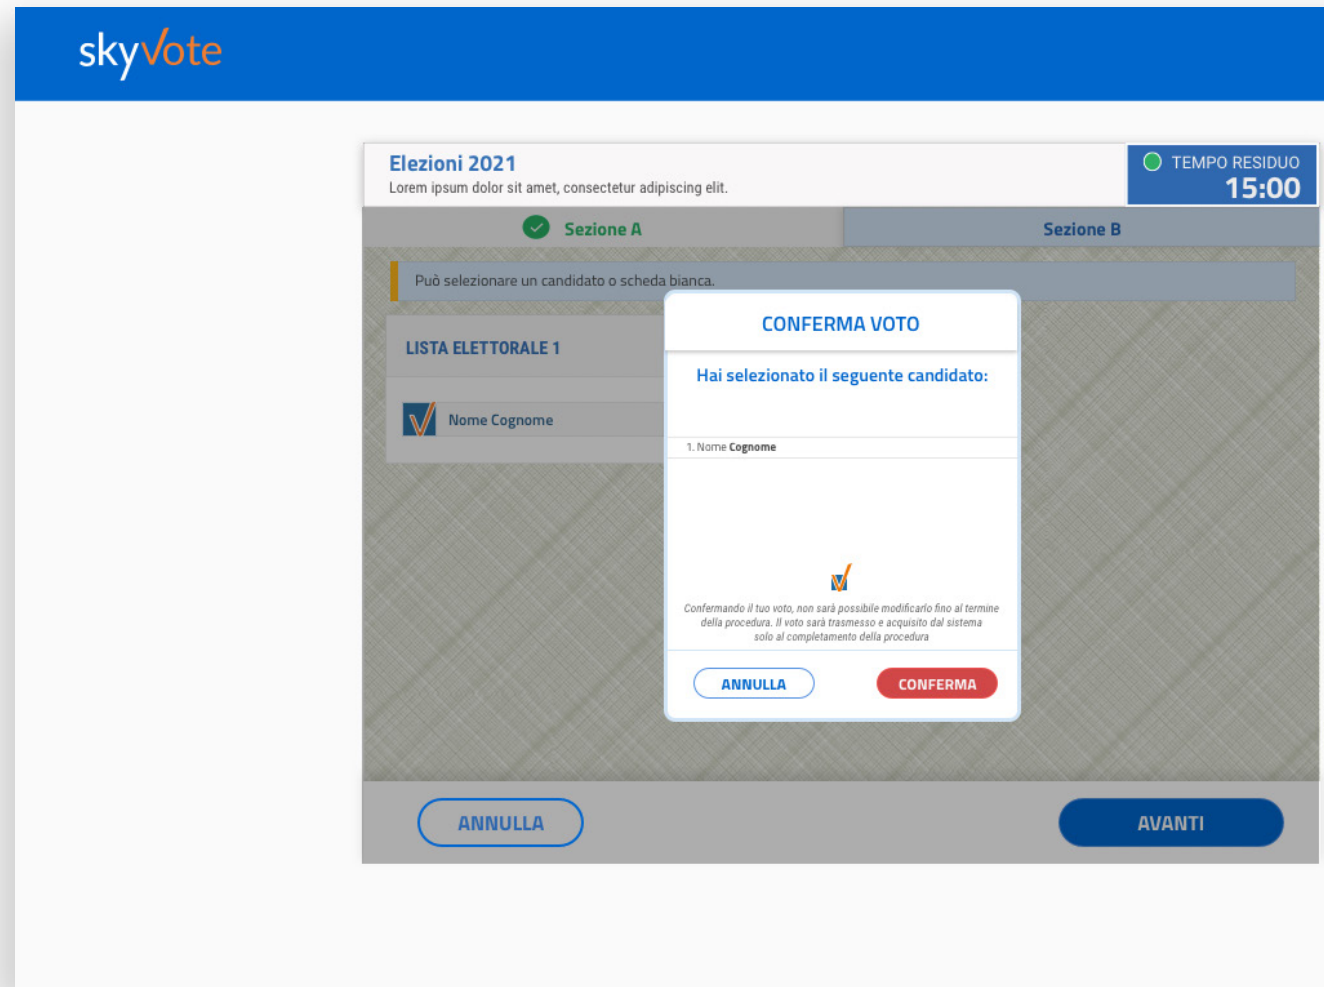 skyvote
Elezioni 2021
Lorem ipsum dolor sit amet, consectetur adipiscing elit.
TEMPO RESIDUO
15:00
Sezione A
Sezione B
Può selezionare un candidato o scheda bianca.
LISTA ELETTORALE 1
Nome Cognome
CONFERMA VOTO
Hai selezionato il seguente candidato:
1. Nome Cognome
Confermando il tuo voto, non sarà possibile modificarlo fino al termine
della procedura. Il voto sarà trasmesso e acquisito dal sistema
solo al completamento della procedura
ANNULLA
CONFERMA
ANNULLA
AVANTI